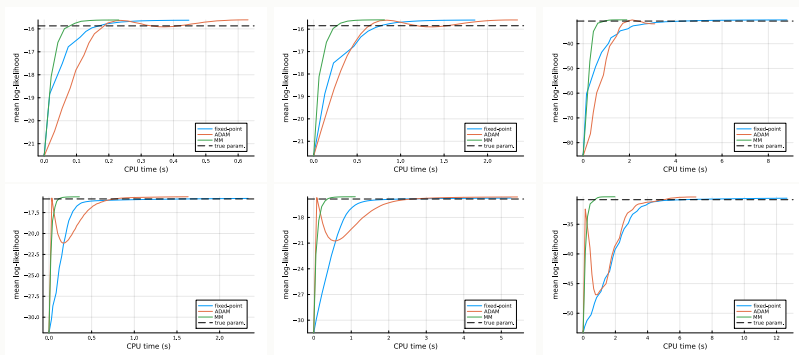 mean log-likelihood
−16
−17
−18
−19
−20
−21
0.0 0.1 0.2 0.3 0.4 0.5 0.6
CPU time (s)
fixed-point
ADAM
MM
true param.
mean log-likelihood
−16
−17
−18
−19
−20
−21
0.0 0.5 1.0 1.5 2.0
CPU time (s)
fixed-point
ADAM
MM
true param.
mean log-likelihood
−40
−50
−60
−70
−80
0 2 4 6 8
CPU time (s)
fixed-point
ADAM
MM
true param.
mean log-likelihood
−17.5
−20.0
−22.5
−25.0
−27.5
−30.0
0.0 0.5 1.0 1.5 2.0
CPU time (s)
fixed-point
ADAM
MM
true param.
mean log-likelihood
−18
−21
−24
−27
−30
0 1 2 3 4 5
CPU time (s)
fixed-point
ADAM
MM
true param.
mean log-likelihood
−35
−40
−45
−50
0 2 4 6 8 10 12
CPU time (s)
fixed-point
ADAM
MM
true param.